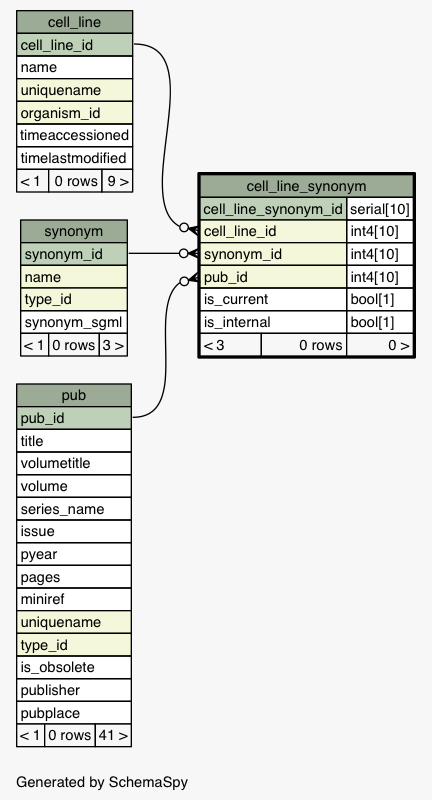 cell_line
cell_line_id
name
uniquename
organism_id
timeaccessioned
timelastmodified
< 1 0 rows 9 >
cell_line_synonym
cell_line_synonym_id serial[10]
cell_line_id int4[10]
synonym_id int4[10]
pub_id int4[10]
is_current bool[1]
is_internal bool[1]
< 3 0 rows 0 >
synonym
synonym_id
name
type_id
synonym_sgml
< 1 0 rows 3 >
pub
pub_id
title
volumetitle
volume
series_name
issue
pyear
pages
miniref
uniquename
type_id
is_obsolete
publisher
pubplace
< 1 0 rows 41 >
Generated by SchemaSpy